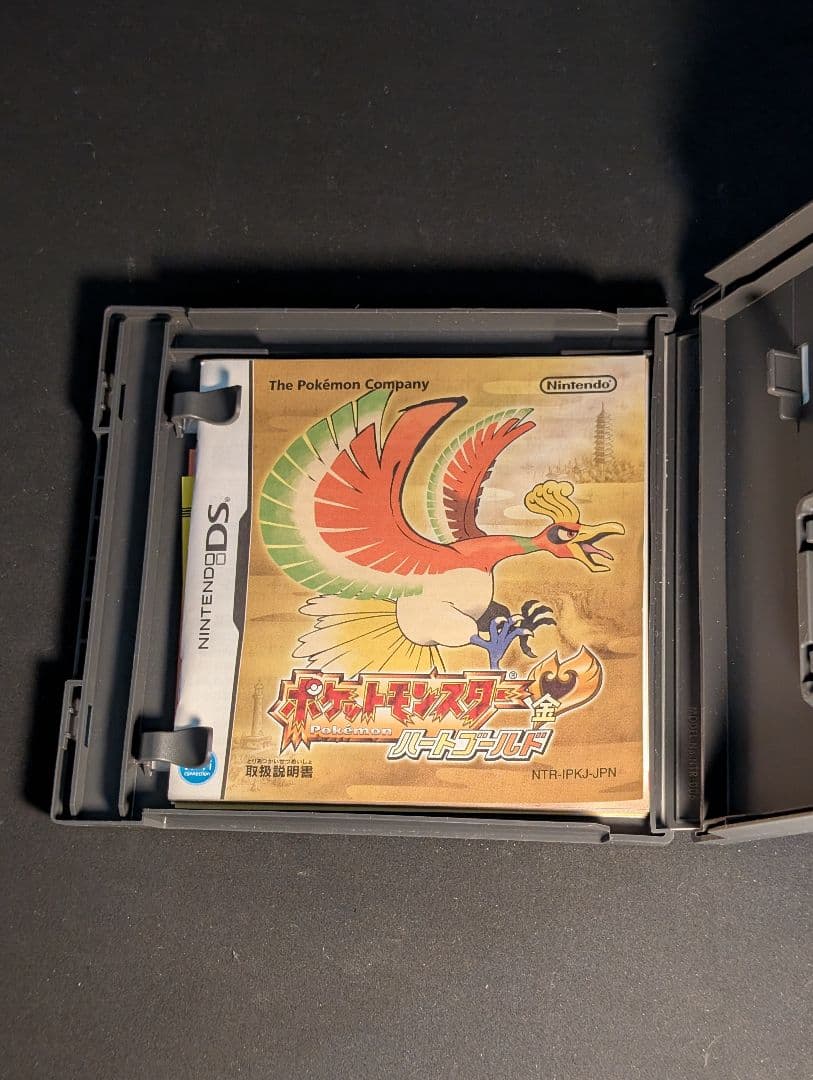 The Pokémon Company
Nintendo®
NINTENDO DS®
ポケットモンスター®
Pokémon
金
ハートゴールド
とりあつかいせつめいしょ
取扱説明書
NTR-IPKJ-JPN
CONNECTION